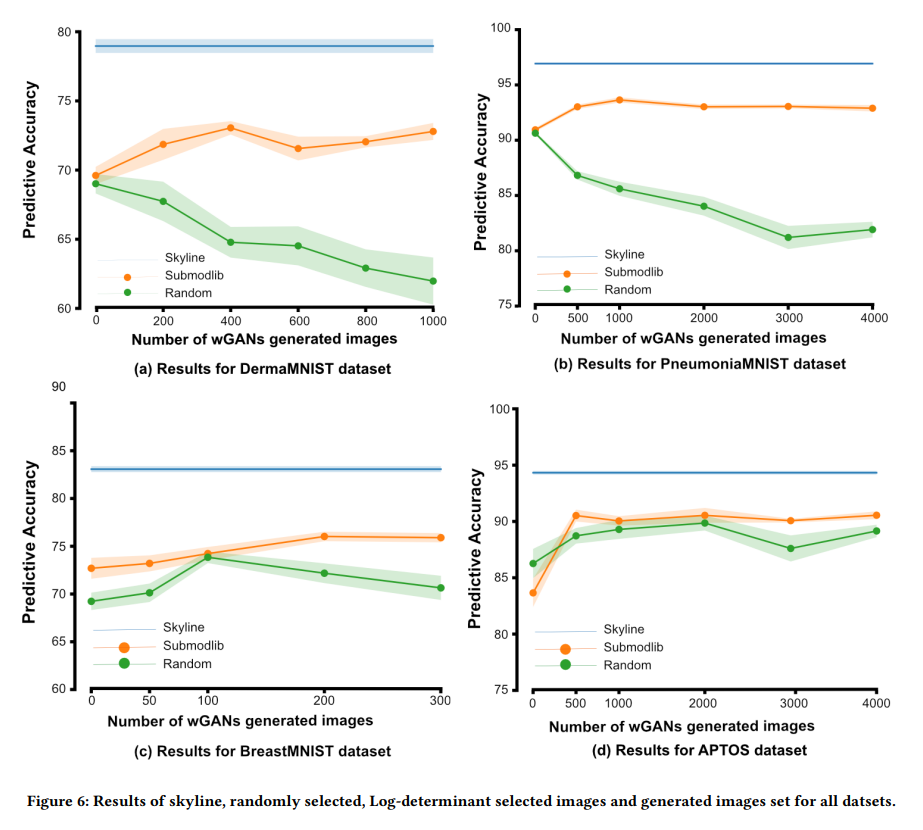 80
75
70
65
60
Predictive Accuracy
Skyline
Submodlib
Random
0 200 400 600 800 1000
Number of wGANs generated images
(a) Results for DermaMNIST dataset
100
95
90
85
80
75
Predictive Accuracy
Skyline
Submodlib
Random
0 500 1000 2000 3000 4000
Number of wGANs generated images
(b) Results for PneumoniaMNIST dataset
90
85
80
75
70
65
60
Predictive Accuracy
Skyline
Submodlib
Random
0 50 100 200 300
Number of wGANs generated images
(c) Results for BreastMNIST dataset
100
95
90
85
80
75
Predictive Accuracy
Skyline
Submodlib
Random
0 500 1000 2000 3000 4000
Number of wGANs generated images
(d) Results for APTOS dataset
Figure 6: Results of skyline, randomly selected, Log-determinant selected images and generated images set for all datsets.